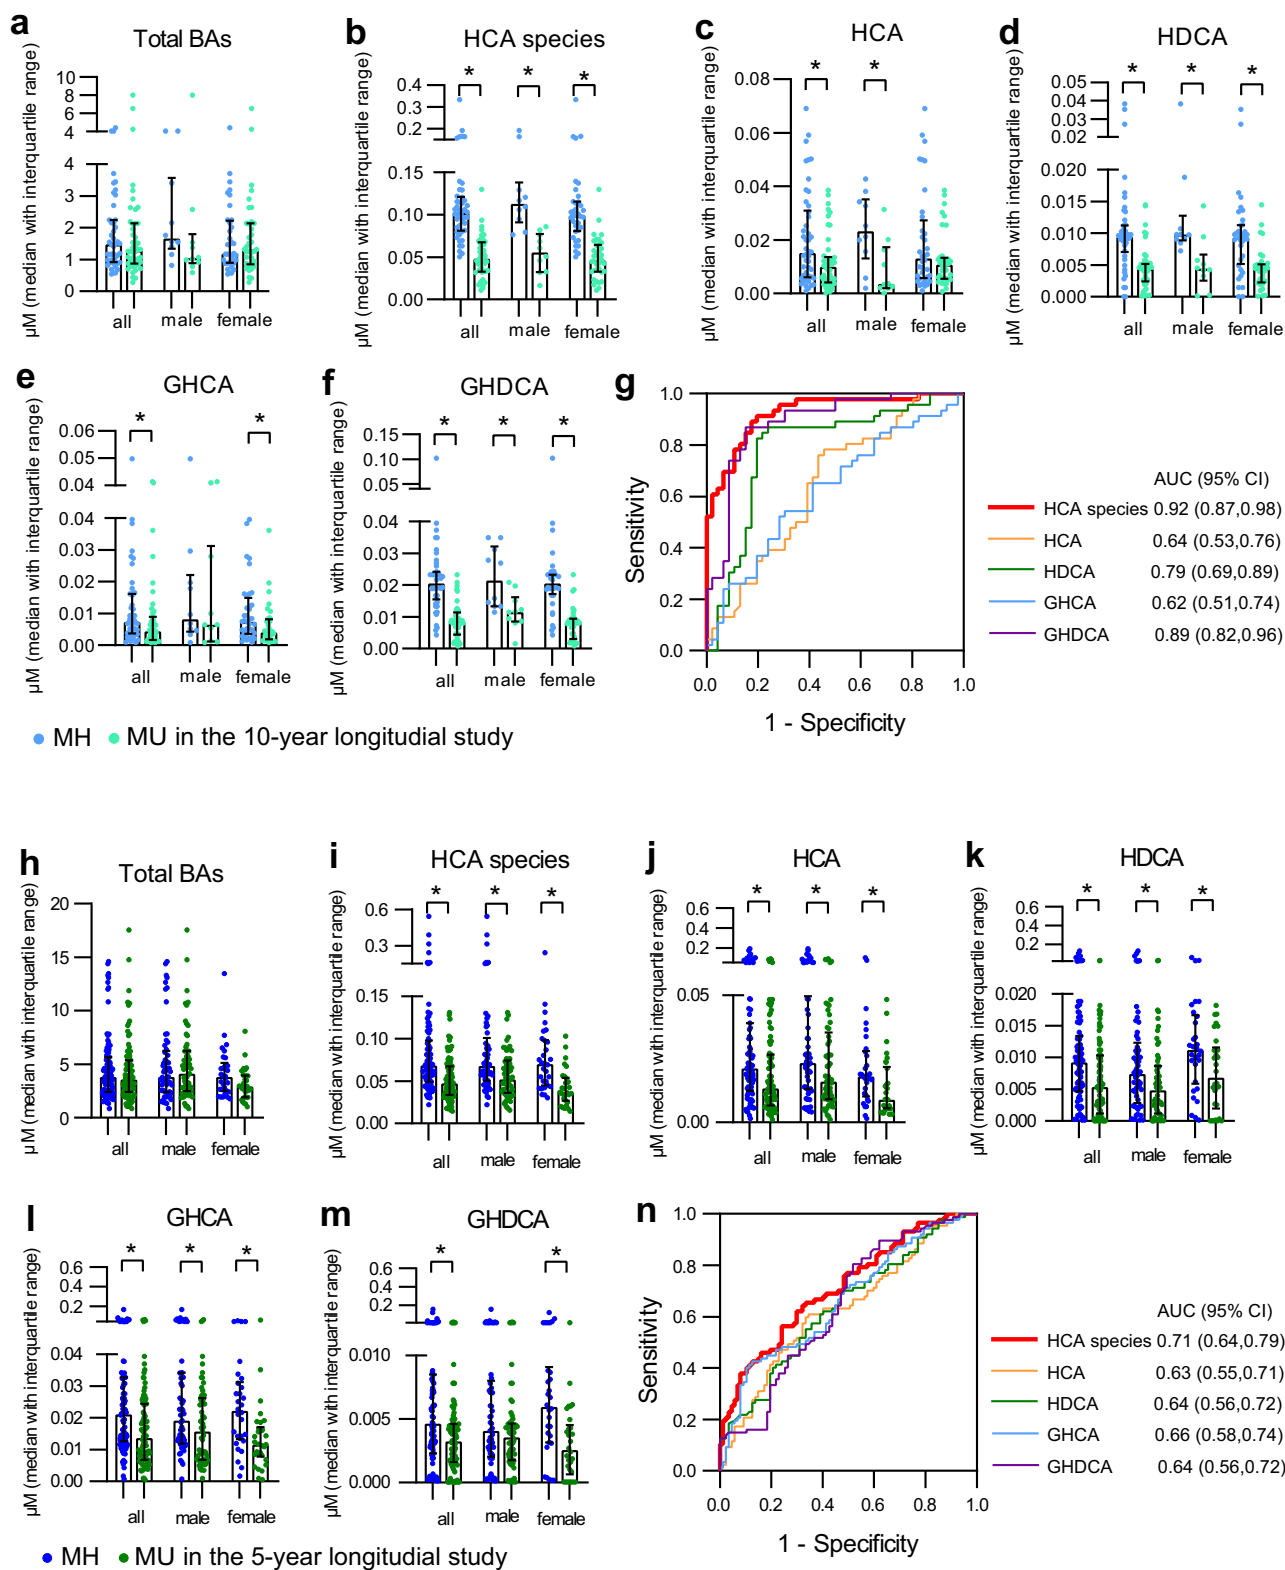 a
Total BAs
µM (median with interquartile range)
10
8
6
4
4
3
2
1
0
all
male
female
b
HCA species
µM (median with interquartile range)
0.4
0.3
0.2
0.15
0.10
0.05
0.00
*
*
*
all
male
female
c
HCA
µM (median with interquartile range)
0.08
0.06
0.04
0.02
0.00
*
*
all
male
female
d
HDCA
µM (median with interquartile range)
0.05
0.04
0.03
0.02
0.020
0.015
0.010
0.005
0.000
*
*
*
all
male
female
e
GHCA
µM (median with interquartile range)
0.06
0.05
0.04
0.04
0.03
0.02
0.01
0.00
*
*
all
male
female
f
GHDCA
µM (median with interquartile range)
0.15
0.10
0.05
0.04
0.03
0.02
0.01
0.00
*
*
*
all
male
female
g
Sensitivity
1.0
0.8
0.6
0.4
0.2
0.0
0.0
0.2
0.4
0.6
0.8
1.0
1 - Specificity
AUC (95% CI)
HCA species 0.92 (0.87,0.98)
HCA 0.64 (0.53,0.76)
HDCA 0.79 (0.69,0.89)
GHCA 0.62 (0.51,0.74)
GHDCA 0.89 (0.82,0.96)
MH MU in the 10-year longitudial study
h
Total BAs
µM (median with interquartile range)
20
15
10
5
0
all
male
female
i
HCA species
µM (median with interquartile range)
0.6
0.3
0.15
0.10
0.05
0.00
*
*
*
all
male
female
j
HCA
µM (median with interquartile range)
0.6
0.4
0.2
0.05
0.00
*
*
*
all
male
female
k
HDCA
µM (median with interquartile range)
0.6
0.4
0.2
0.020
0.015
0.010
0.005
0.000
*
*
*
all
male
female
l
GHCA
µM (median with interquartile range)
0.6
0.4
0.2
0.04
0.03
0.02
0.01
0.00
*
*
*
all
male
female
m
GHDCA
µM (median with interquartile range)
0.6
0.4
0.2
0.010
0.005
0.000
*
*
all
male
female
n
Sensitivity
1.0
0.8
0.6
0.4
0.2
0.0
0.0
0.2
0.4
0.6
0.8
1.0
1 - Specificity
AUC (95% CI)
HCA species 0.71 (0.64,0.79)
HCA 0.63 (0.55,0.71)
HDCA 0.64 (0.56,0.72)
GHCA 0.66 (0.58,0.74)
GHDCA 0.64 (0.56,0.72)
MH MU in the 5-year longitudial study